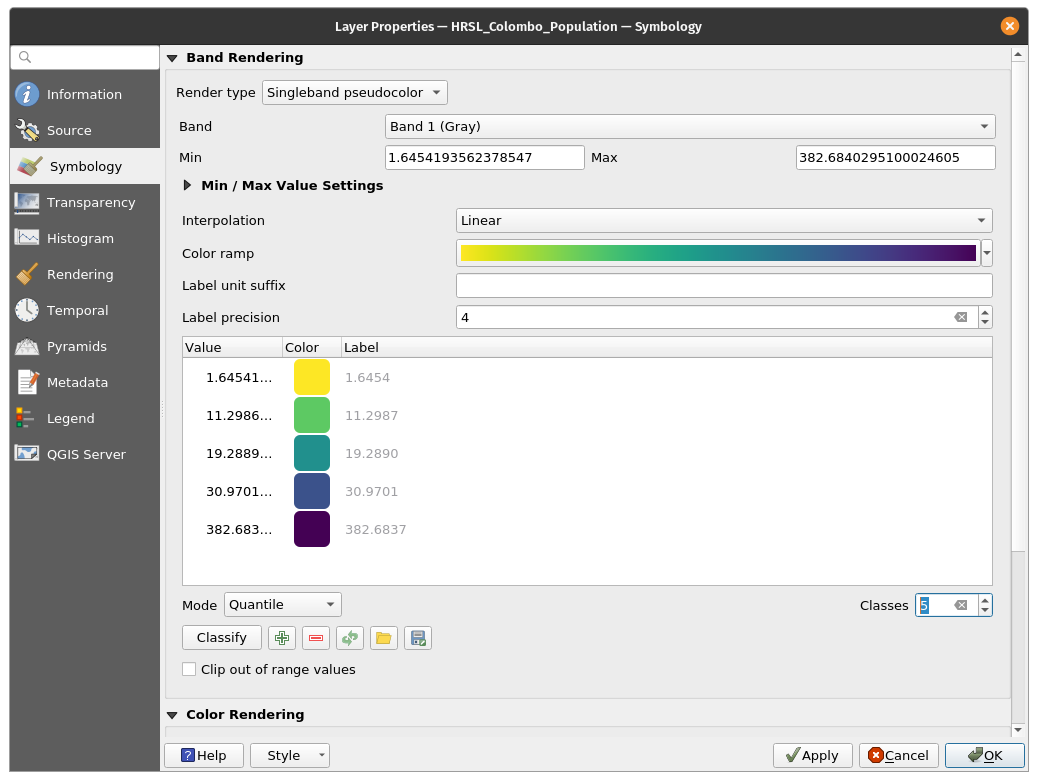 Layer Properties — HRSL_Colombo_Population — Symbology
Information
Source
Symbology
Transparency
Histogram
Rendering
Temporal
Pyramids
Metadata
Legend
QGIS Server
Band Rendering
Render type Singleband pseudocolor
Band Band 1 (Gray)
Min 1.6454193562378547 Max 382.6840295100024605
Min / Max Value Settings
Interpolation Linear
Color ramp
Label unit suffix
Label precision 4
Value Color Label
1.64541... 1.6454
11.2986... 11.2987
19.2889... 19.2890
30.9701... 30.9701
382.683... 382.6837
Mode Quantile Classes 5
Classify
Clip out of range values
Color Rendering
? Help Style Apply Cancel OK